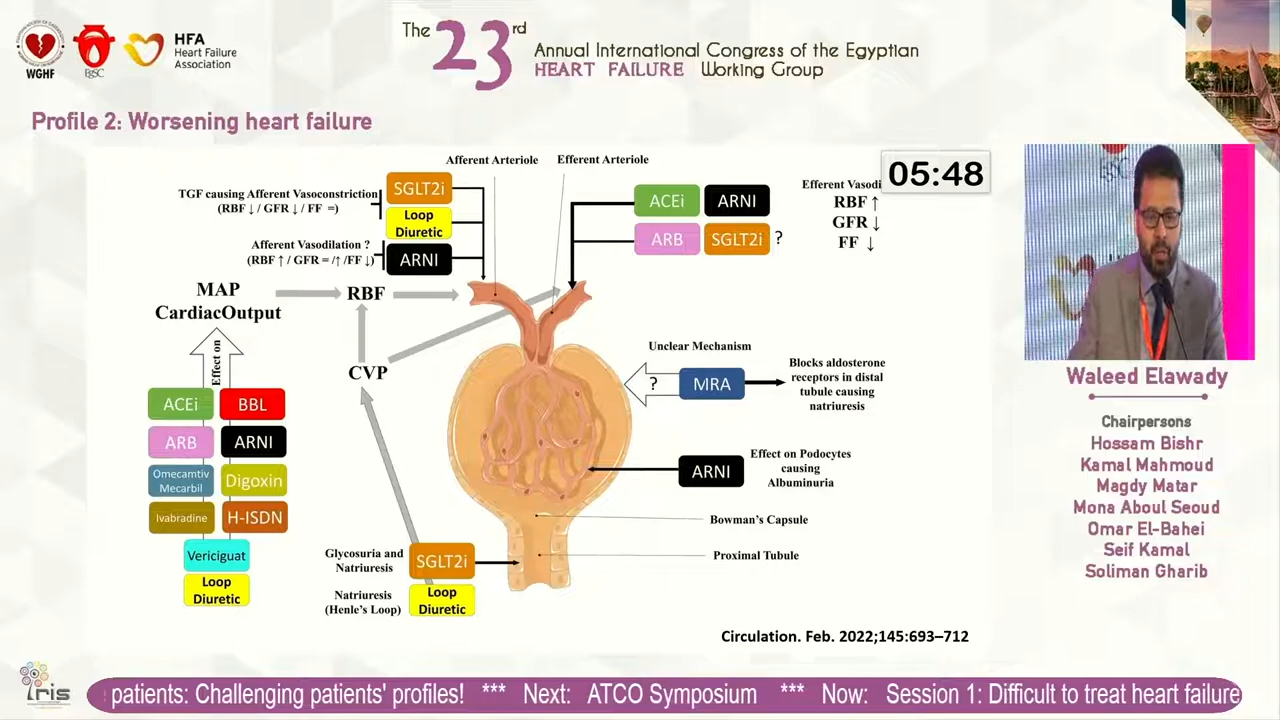 The 23rd
Annual International Congress of the Egyptian
HEART FAILURE Working Group
WGHF
EgSC
HFA
Heart Failure
Association
Profile 2: Worsening heart failure
05:48
Afferent Arteriole
Efferent Arteriole
TGF causing Afferent Vasoconstriction
(RBF ↓ / GFR ↓ / FF =)
SGLT2i
Loop
Diuretic
Afferent Vasodilation ?
(RBF ↑ / GFR = /↑ /FF ↓)
ARNI
ACEi
ARNI
ARB
SGLT2i
?
Efferent Vasodi
RBF ↑
GFR ↓
FF ↓
MAP
CardiacOutput
RBF
CVP
Effect on
ACEi
BBL
ARB
ARNI
Omecamtiv
Mecarbil
Digoxin
Ivabradine
H-ISDN
Vericiguat
Loop
Diuretic
Unclear Mechanism
?
MRA
Blocks aldosterone
receptors in distal
tubule causing
natriuresis
ARNI
Effect on Podocytes
causing
Albuminuria
Bowman's Capsule
Proximal Tubule
Glycosuria and
Natriuresis
SGLT2i
Natriuresis
(Henle's Loop)
Loop
Diuretic
Circulation. Feb. 2022;145:693–712
Waleed Elawady
Chairpersons
Hossam Bishr
Kamal Mahmoud
Magdy Matar
Mona Aboul Seoud
Omar El-Bahei
Seif Kamal
Soliman Gharib
iris
patients: Challenging patients' profiles! *** Next: ATCO Symposium *** Now: Session 1: Difficult to treat heart failure